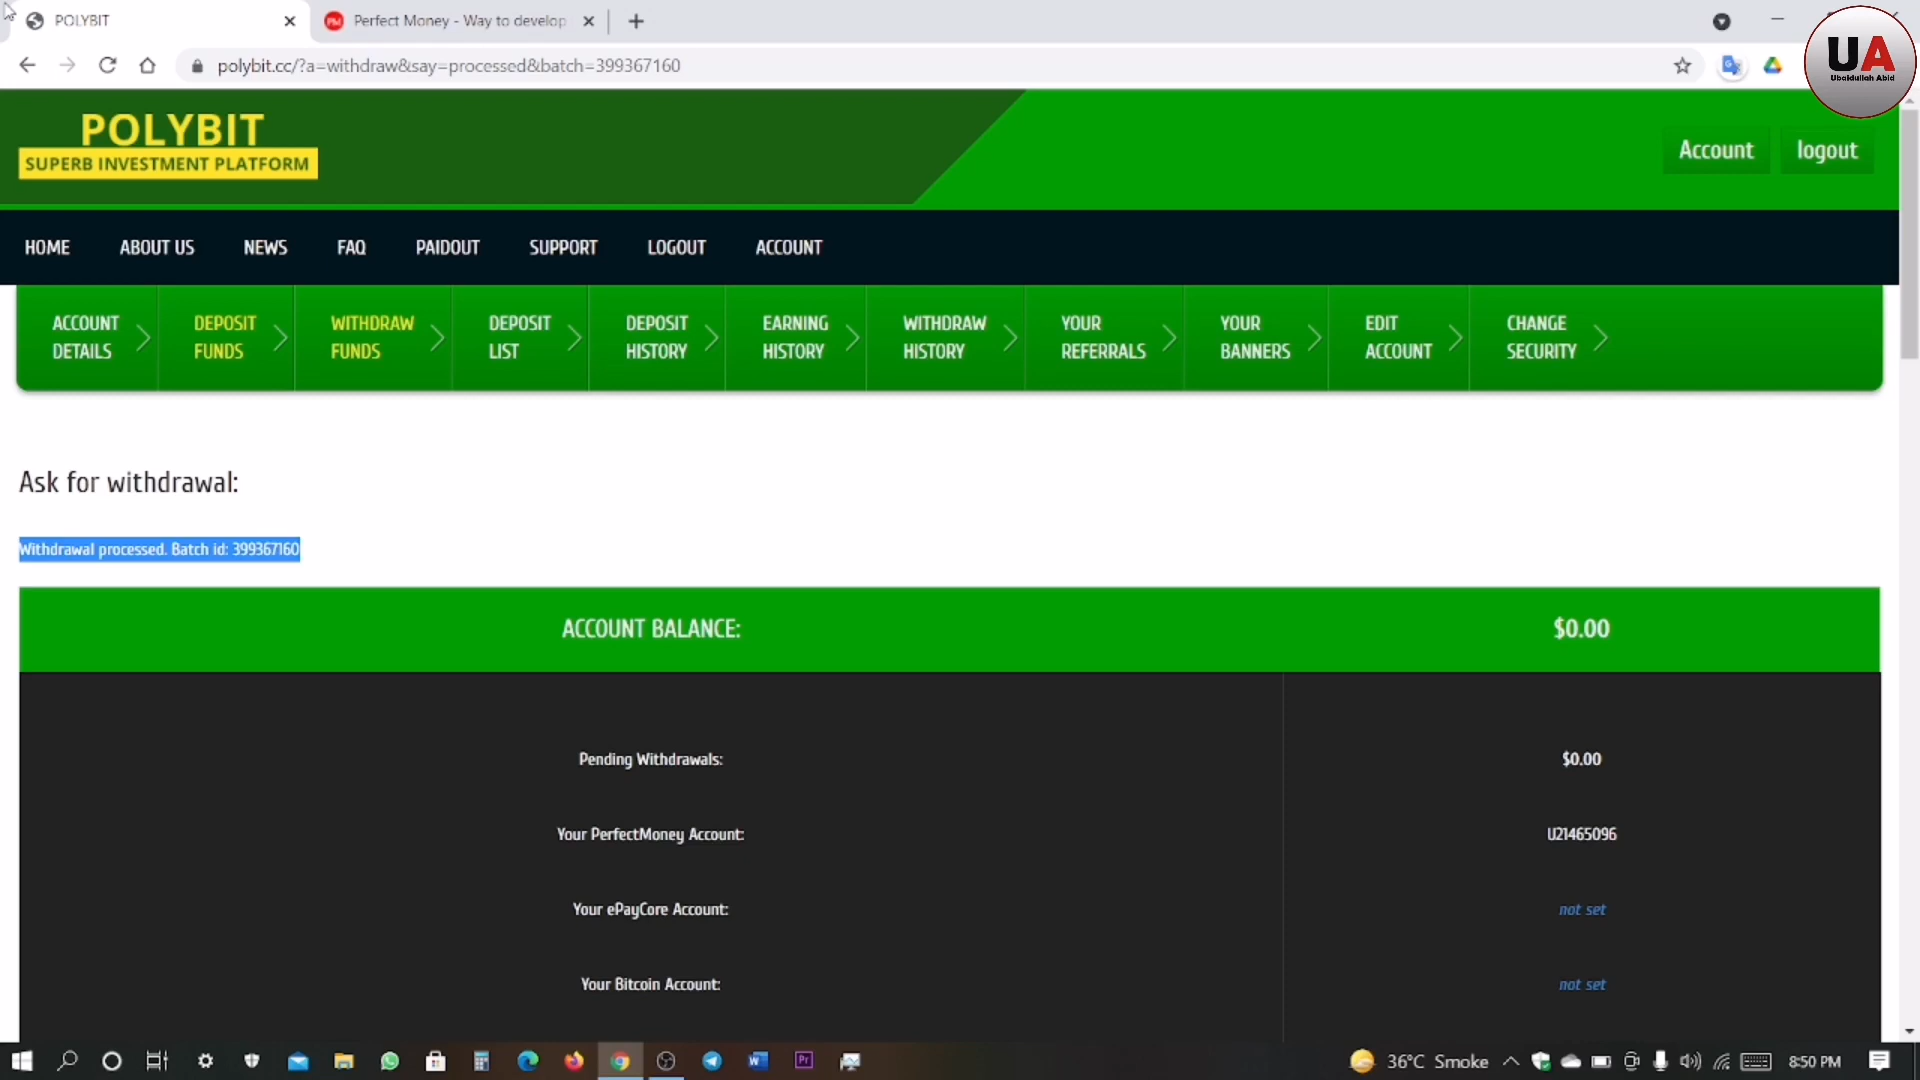 POLYBIT
Perfect Money - Way to develop
polybit.cc/?a=withdraw&say=processed&batch=399367160
UA
Ubaidullah Abid
POLYBIT
SUPERB INVESTMENT PLATFORM
Account
logout
HOME
ABOUT US
NEWS
FAQ
PAIDOUT
SUPPORT
LOGOUT
ACCOUNT
ACCOUNT
DETAILS
DEPOSIT
FUNDS
WITHDRAW
FUNDS
DEPOSIT
LIST
DEPOSIT
HISTORY
EARNING
HISTORY
WITHDRAW
HISTORY
YOUR
REFERRALS
YOUR
BANNERS
EDIT
ACCOUNT
CHANGE
SECURITY
Ask for withdrawal:
Withdrawal processed. Batch id: 399367160
ACCOUNT BALANCE: $0.00
Pending Withdrawals: $0.00
Your PerfectMoney Account: U21465096
Your ePayCore Account: not set
Your Bitcoin Account: not set
36°C Smoke
8:50 PM